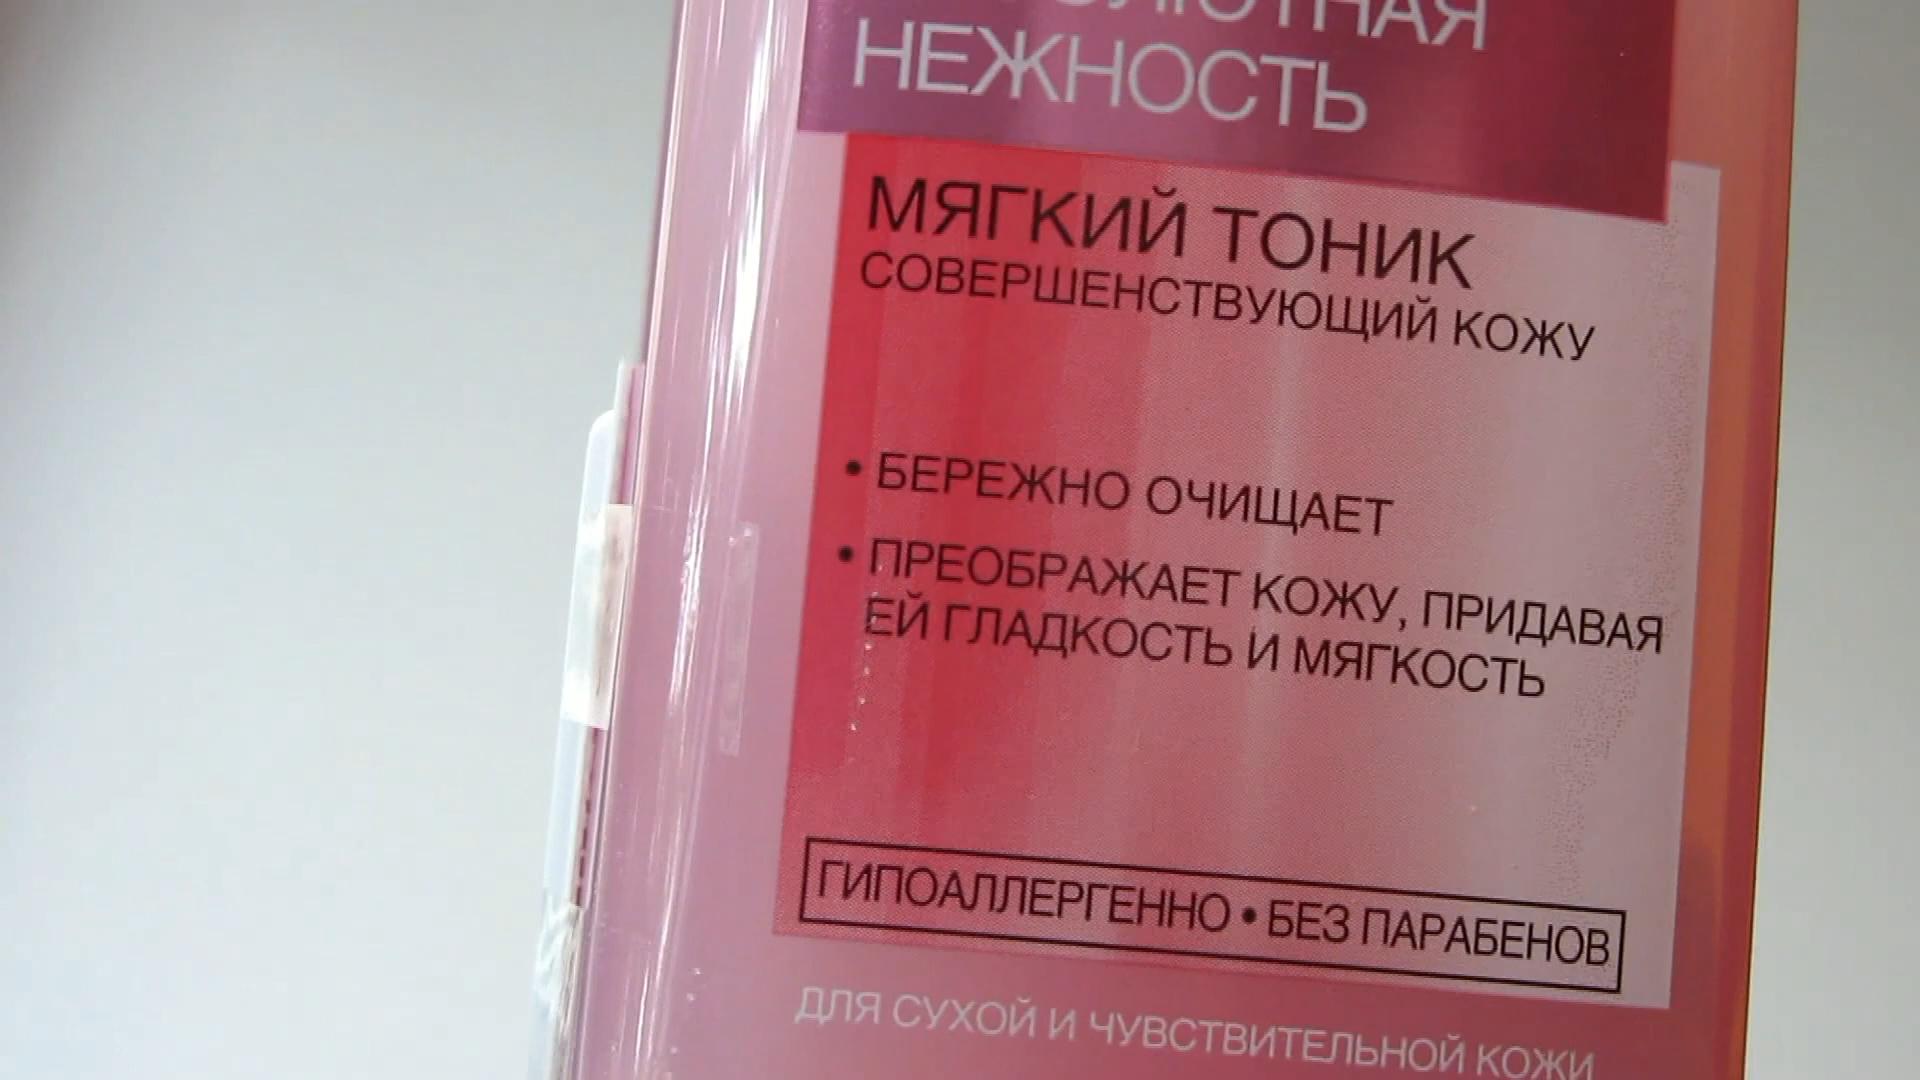 НЕЖНОСТЬ
МЯГКИЙ ТОНИК
СОВЕРШЕНСТВУЮЩИЙ КОЖУ
• БЕРЕЖНО ОЧИЩАЕТ
• ПРЕОБРАЖАЕТ КОЖУ, ПРИДАВАЯ
ЕЙ ГЛАДКОСТЬ И МЯГКОСТЬ
ГИПОАЛЛЕРГЕННО • БЕЗ ПАРАБЕНОВ
ДЛЯ СУХОЙ И ЧУВСТВИТЕЛЬНОЙ КОЖИ